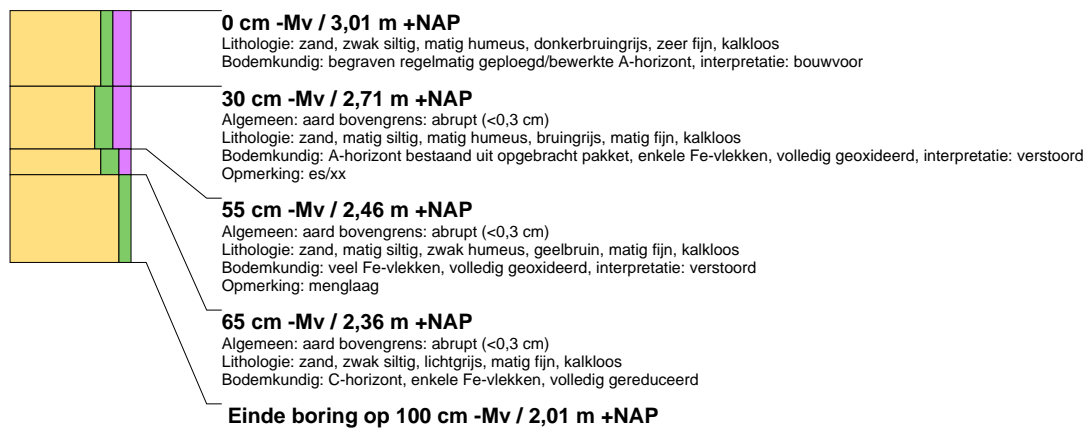 0 cm -Mv / 3,01 m +NAP
Lithologie: zand, zwak siltig, matig humeus, donkerbruingrijs, zeer fijn, kalkloos
Bodemkundig: begraven regelmatig geploegd/bewerkte A-horizont, interpretatie: bouwvoor
30 cm -Mv / 2,71 m +NAP
Algemeen: aard bovengrens: abrupt (<0,3 cm)
Lithologie: zand, matig siltig, matig humeus, bruingrijs, matig fijn, kalkloos
Bodemkundig: A-horizont bestaand uit opgebracht pakket, enkele Fe-vlekken, volledig geoxideerd, interpretatie: verstoord
Opmerking: es/xx
55 cm -Mv / 2,46 m +NAP
Algemeen: aard bovengrens: abrupt (<0,3 cm)
Lithologie: zand, matig siltig, zwak humeus, geelbruin, matig fijn, kalkloos
Bodemkundig: veel Fe-vlekken, volledig geoxideerd, interpretatie: verstoord
Opmerking: menglaag
65 cm -Mv / 2,36 m +NAP
Algemeen: aard bovengrens: abrupt (<0,3 cm)
Lithologie: zand, zwak siltig, lichtgrijs, matig fijn, kalkloos
Bodemkundig: C-horizont, enkele Fe-vlekken, volledig gereduceerd
Einde boring op 100 cm -Mv / 2,01 m +NAP